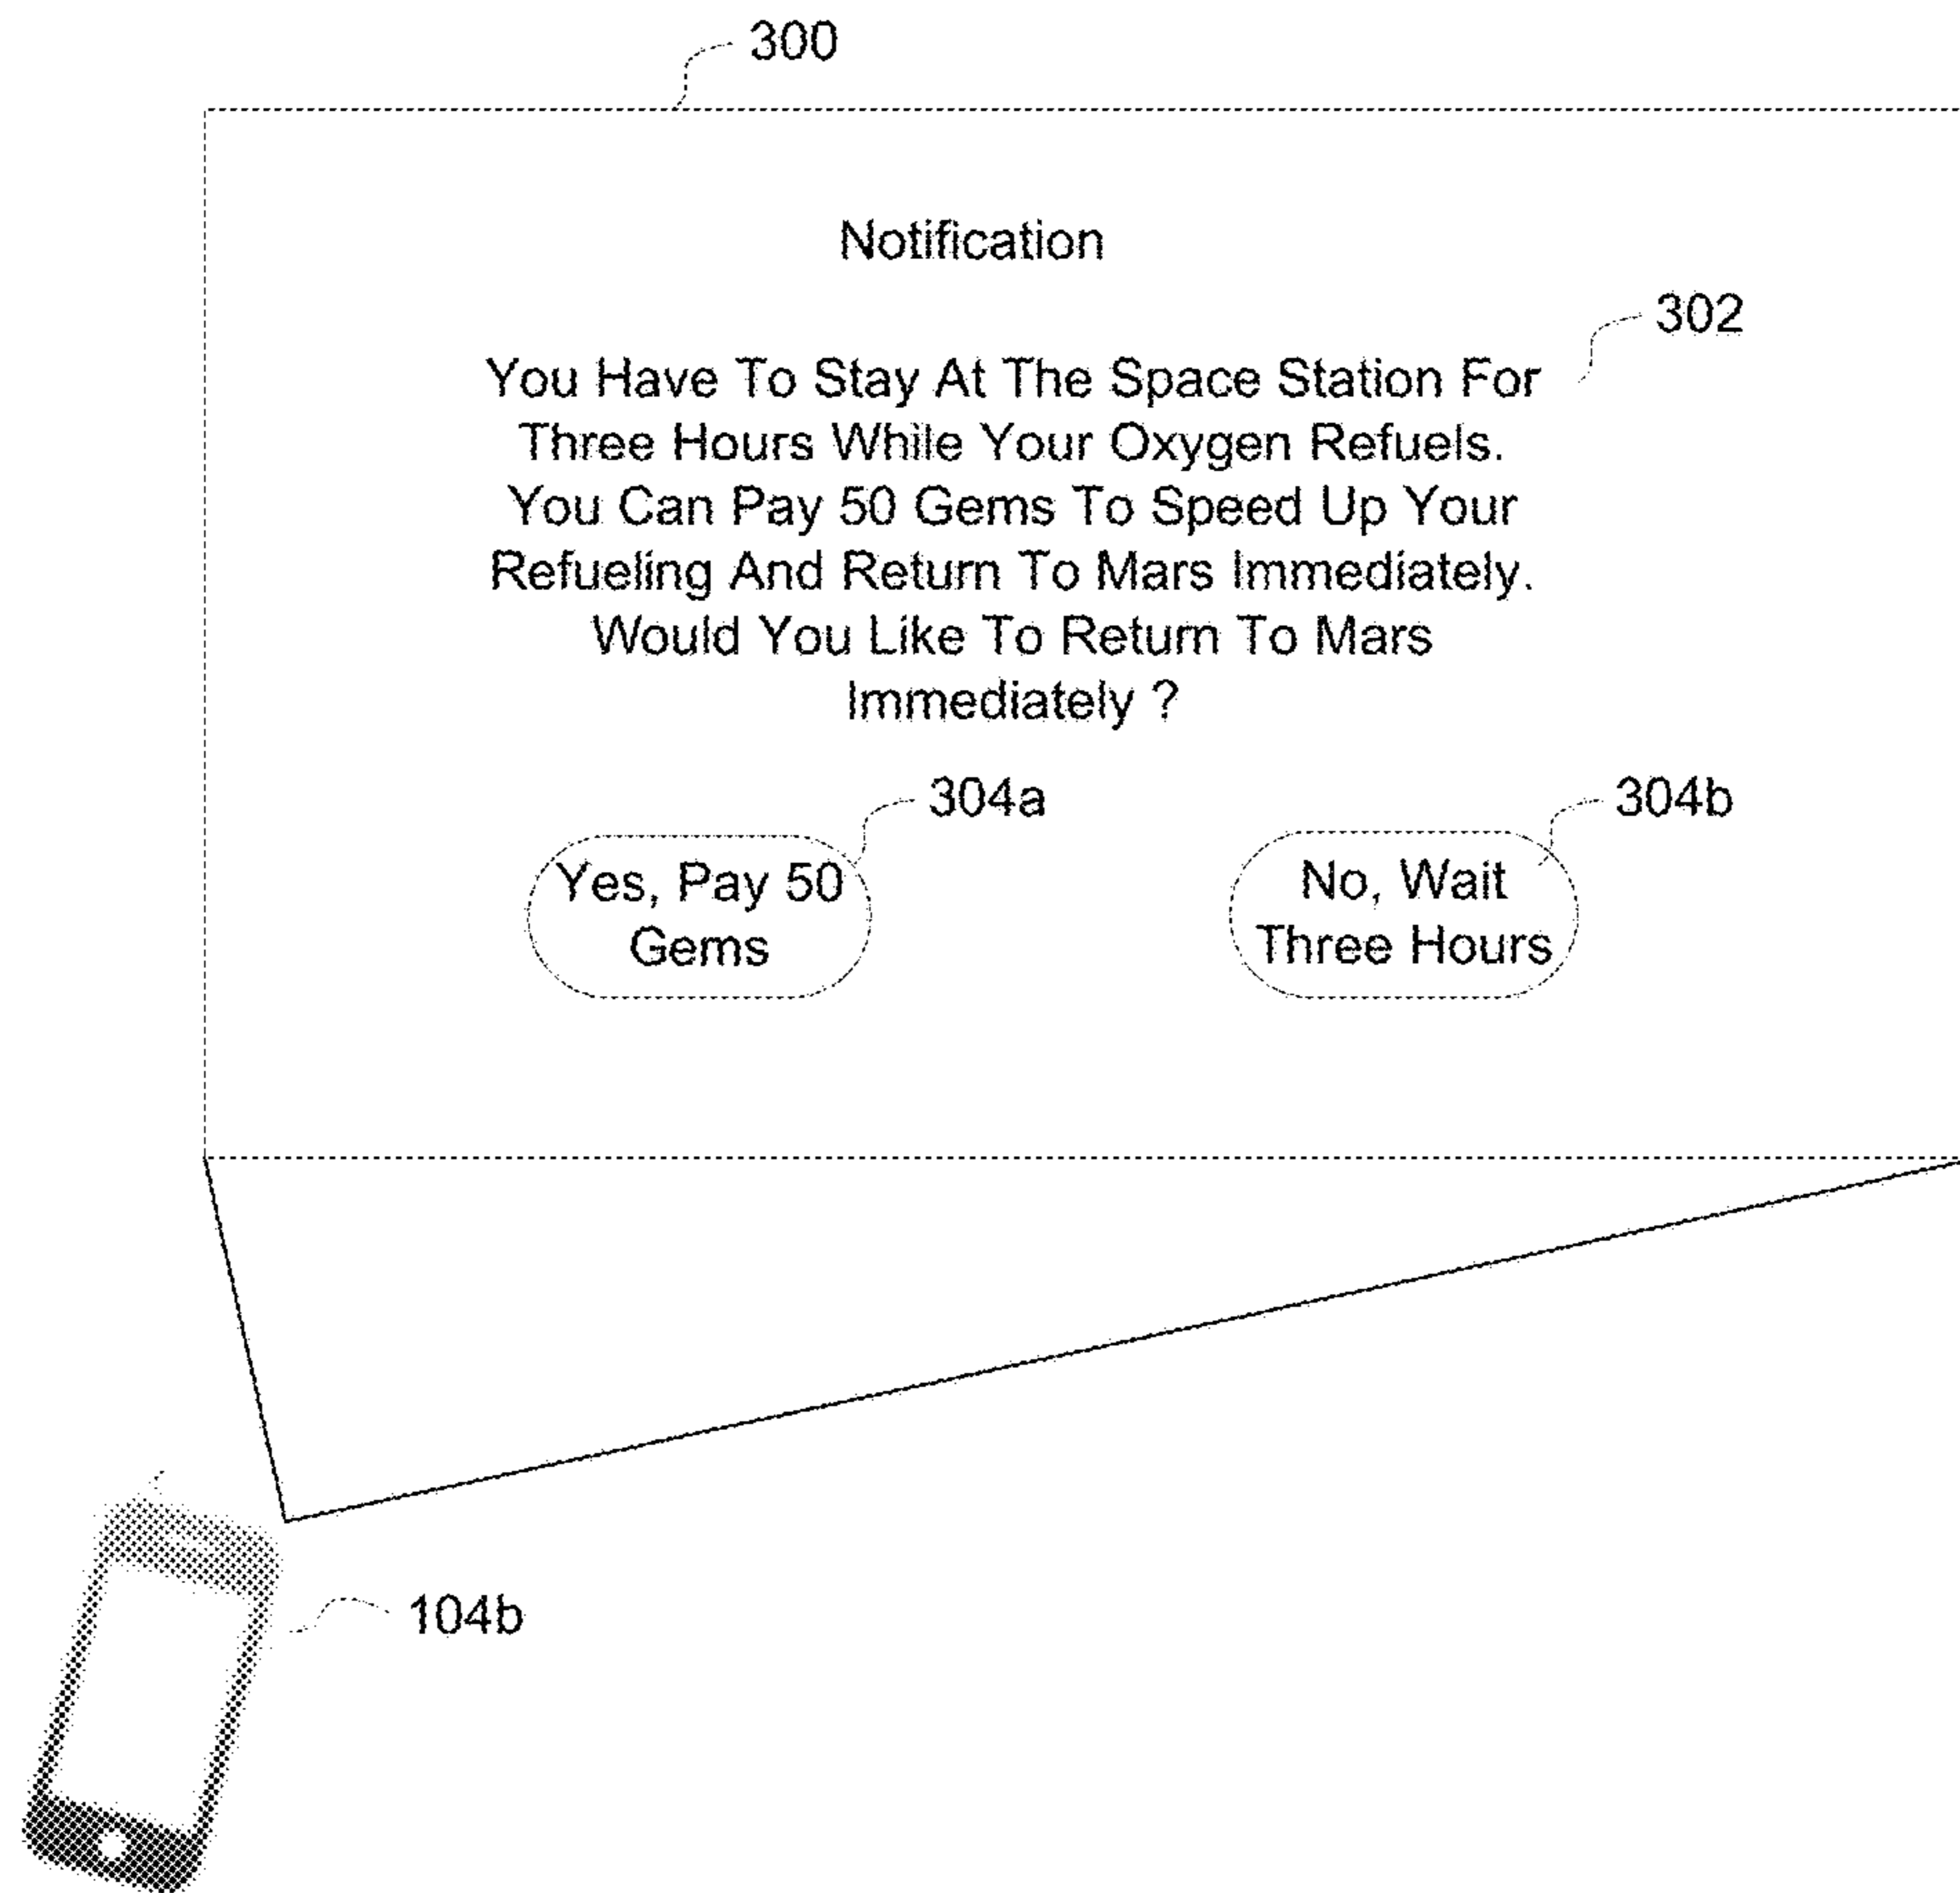 300
Notification
302
You Have To Stay At The Space Station For
Three Hours While Your Oxygen Refuels.
You Can Pay 50 Gems To Speed Up Your
Refueling And Return To Mars Immediately.
Would You Like To Return To Mars
Immediately ?
304a
304b
Yes, Pay 50
Gems
No, Wait
Three Hours
104b